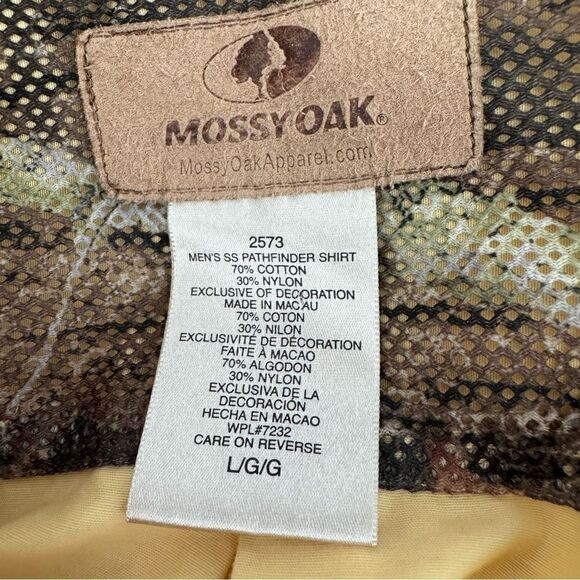 MOSSY OAK®
MossyOakApparel.com
2573
MEN'S SS PATHFINDER SHIRT
70% COTTON
30% NYLON
EXCLUSIVE OF DECORATION
MADE IN MACAU
70% COTON
30% NILON
EXCLUSIVITE DE DÉCORATION
FAITE À MACAO
70% ALGODON
30% NYLON
EXCLUSIVA DE LA
DECORACIÓN
HECHA EN MACAO
WPL#7232
CARE ON REVERSE
L/G/G